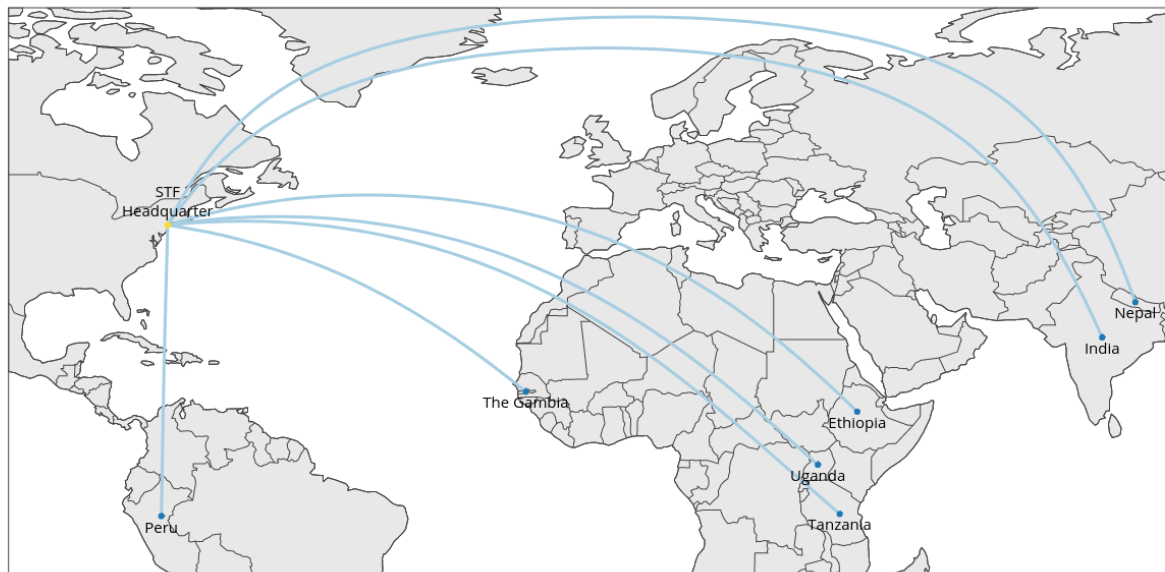 STF
Headquarter
Nepal
India
The Gambia
Ethiopia
Uganda
Tanzania
Peru